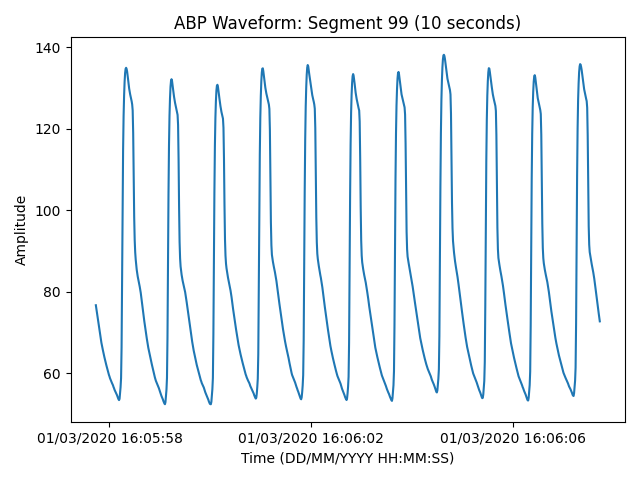 ABP Waveform: Segment 99 (10 seconds)
140
120
100
80
60
Amplitude
01/03/2020 16:05:58
01/03/2020 16:06:02
01/03/2020 16:06:06
Time (DD/MM/YYYY HH:MM:SS)